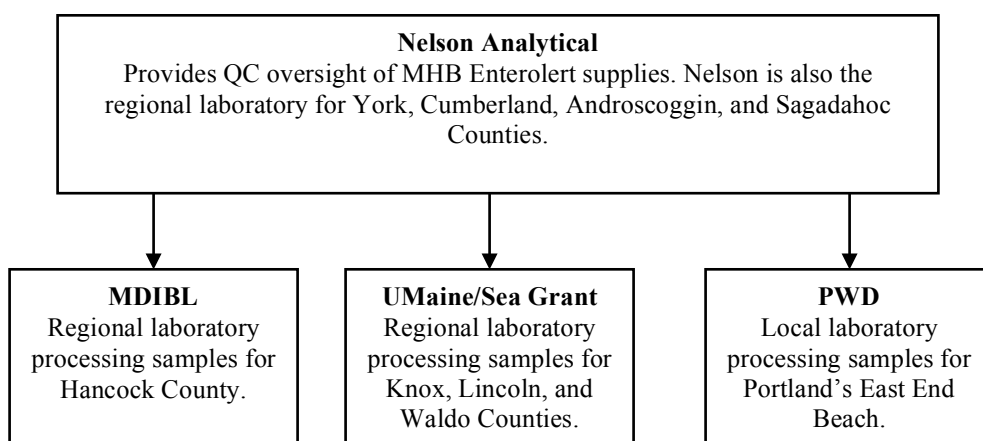 Nelson Analytical
Provides QC oversight of MHB Enterolert supplies. Nelson is also the
regional laboratory for York, Cumberland, Androscoggin, and Sagadahoc
Counties.
MDIBL
Regional laboratory
processing samples for
Hancock County.
UMaine/Sea Grant
Regional laboratory
processing samples for
Knox, Lincoln, and
Waldo Counties.
PWD
Local laboratory
processing samples for
Portland’s East End
Beach.